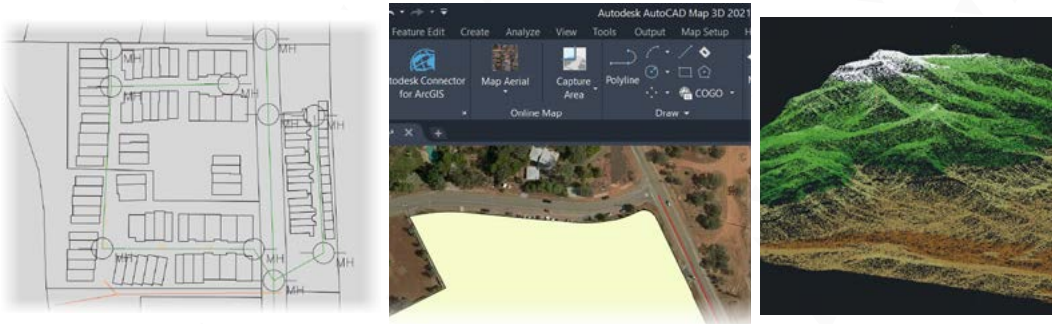 MH
MH
MH
MH
MH
MH
MH
MH
MH
Autodesk AutoCAD Map 3D 2021
Feature Edit Create Analyze View Tools Output Map Setup
todesk Connector
for ArcGIS
Map Aerial
Capture
Area
Polyline
COGO
Online Map
Draw